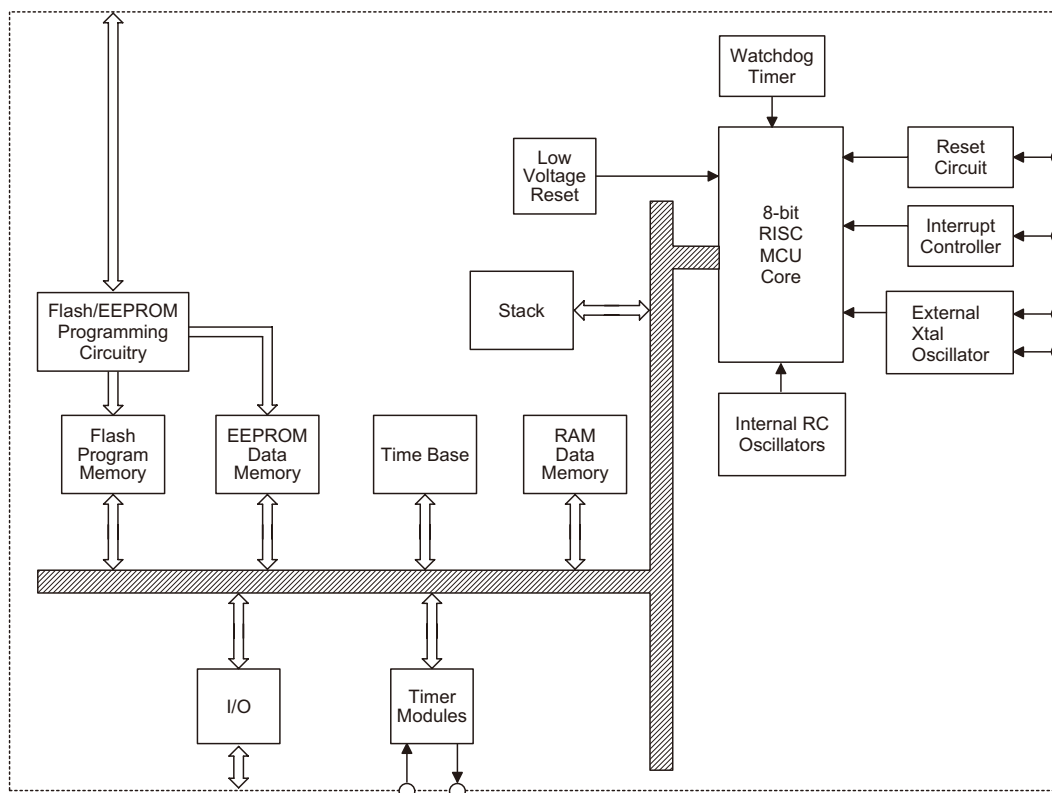 Watchdog
Timer
Low
Voltage
Reset
8-bit
RISC
MCU
Core
Reset
Circuit
Interrupt
Controller
External
Xtal
Oscillator
Internal RC
Oscillators
Stack
Flash/EEPROM
Programming
Circuitry
Flash
Program
Memory
EEPROM
Data
Memory
Time Base
RAM
Data
Memory
I/O
Timer
Modules